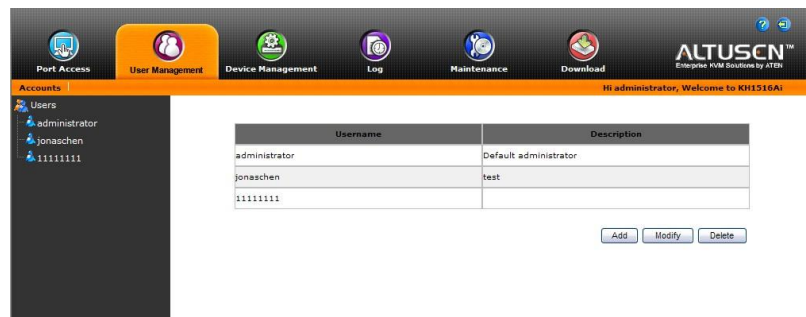 Port Access
User Management
Device Management
Log
Maintenance
Download
ALTUSEN™
Enterprise KVM Solutions by ATEN
Accounts
Hi administrator, Welcome to KH1516Ai
Users
administrator
jonaschen
11111111
Username Description
administrator Default administrator
jonaschen test
11111111
Add Modify Delete